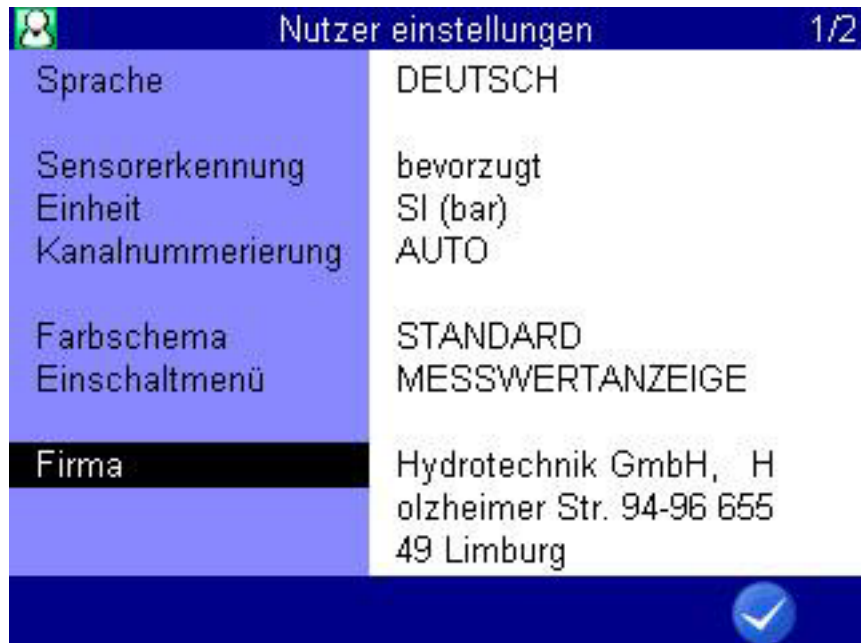 Nutzer einstellungen 1/2
Sprache DEUTSCH
Sensorerkennung bevorzugt
Einheit SI (bar)
Kanalnummerierung AUTO
Farbschema STANDARD
Einschaltmenü MESSWERTANZEIGE
Firma Hydrotechnik GmbH, H
olzheimer Str. 94-96 655
49 Limburg